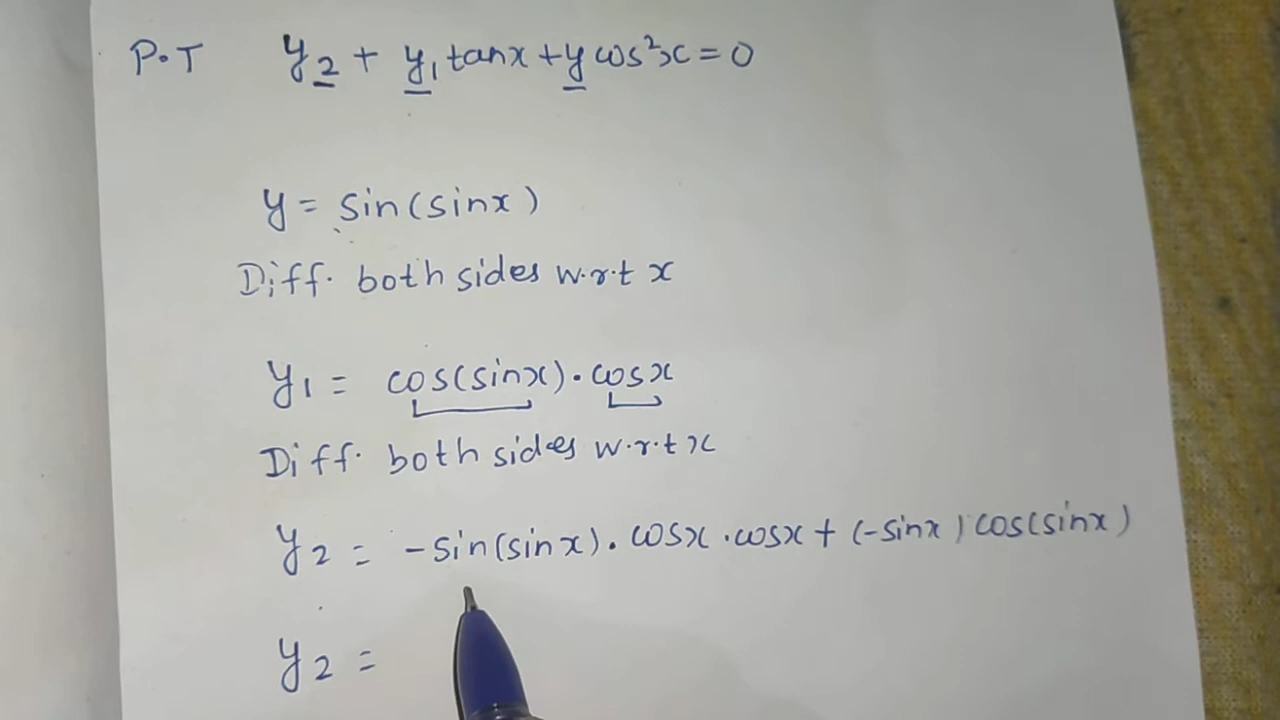 P.T y₂ + y₁ tanx + y cos²x = 0
y = sin(sinx)
Diff. both sides w.r.t x
y₁ = cos(sinx) · cosx
Diff. both sides w.r.t x
y₂ = -sin(sinx) · cosx · cosx + (-sinx) cos(sinx)
y₂ =